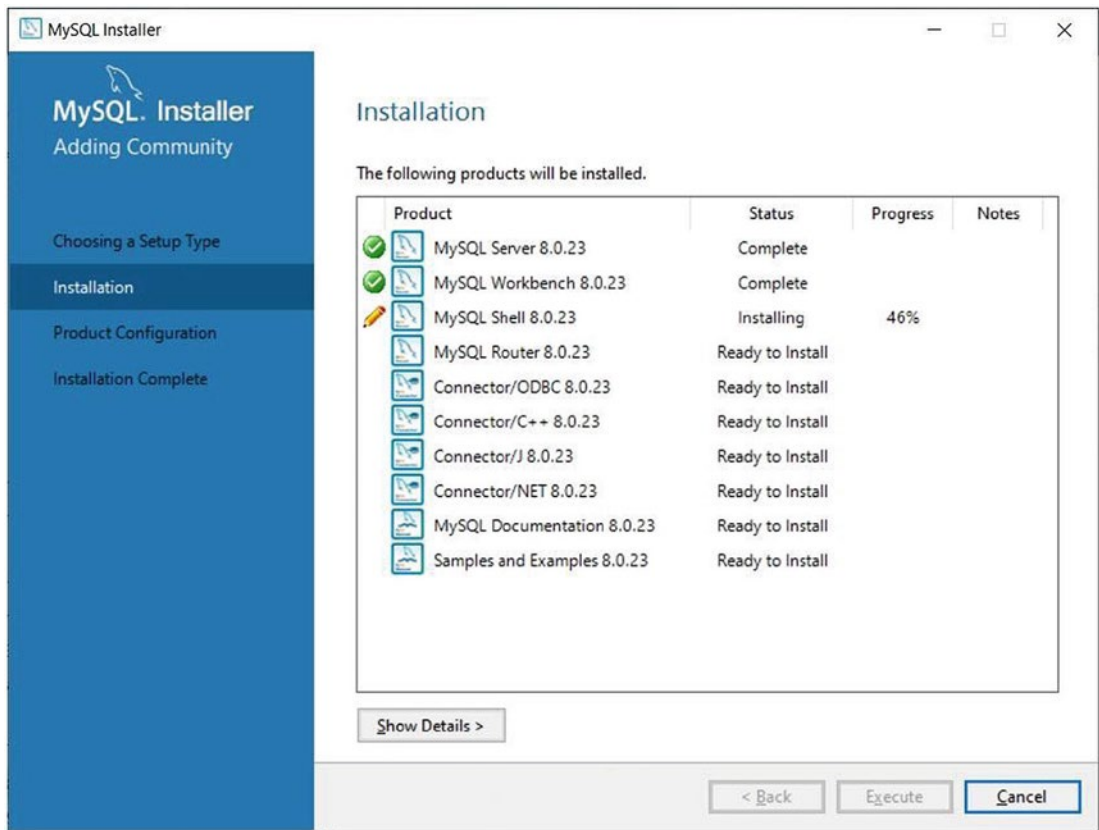 MySQL Installer
MySQL. Installer
Adding Community
Choosing a Setup Type
Installation
Product Configuration
Installation Complete
Installation
The following products will be installed.
Product Status Progress Notes
MySQL Server 8.0.23 Complete
MySQL Workbench 8.0.23 Complete
MySQL Shell 8.0.23 Installing 46%
MySQL Router 8.0.23 Ready to Install
Connector/ODBC 8.0.23 Ready to Install
Connector/C++ 8.0.23 Ready to Install
Connector/J 8.0.23 Ready to Install
Connector/NET 8.0.23 Ready to Install
MySQL Documentation 8.0.23 Ready to Install
Samples and Examples 8.0.23 Ready to Install
Show Details >
< Back Execute Cancel